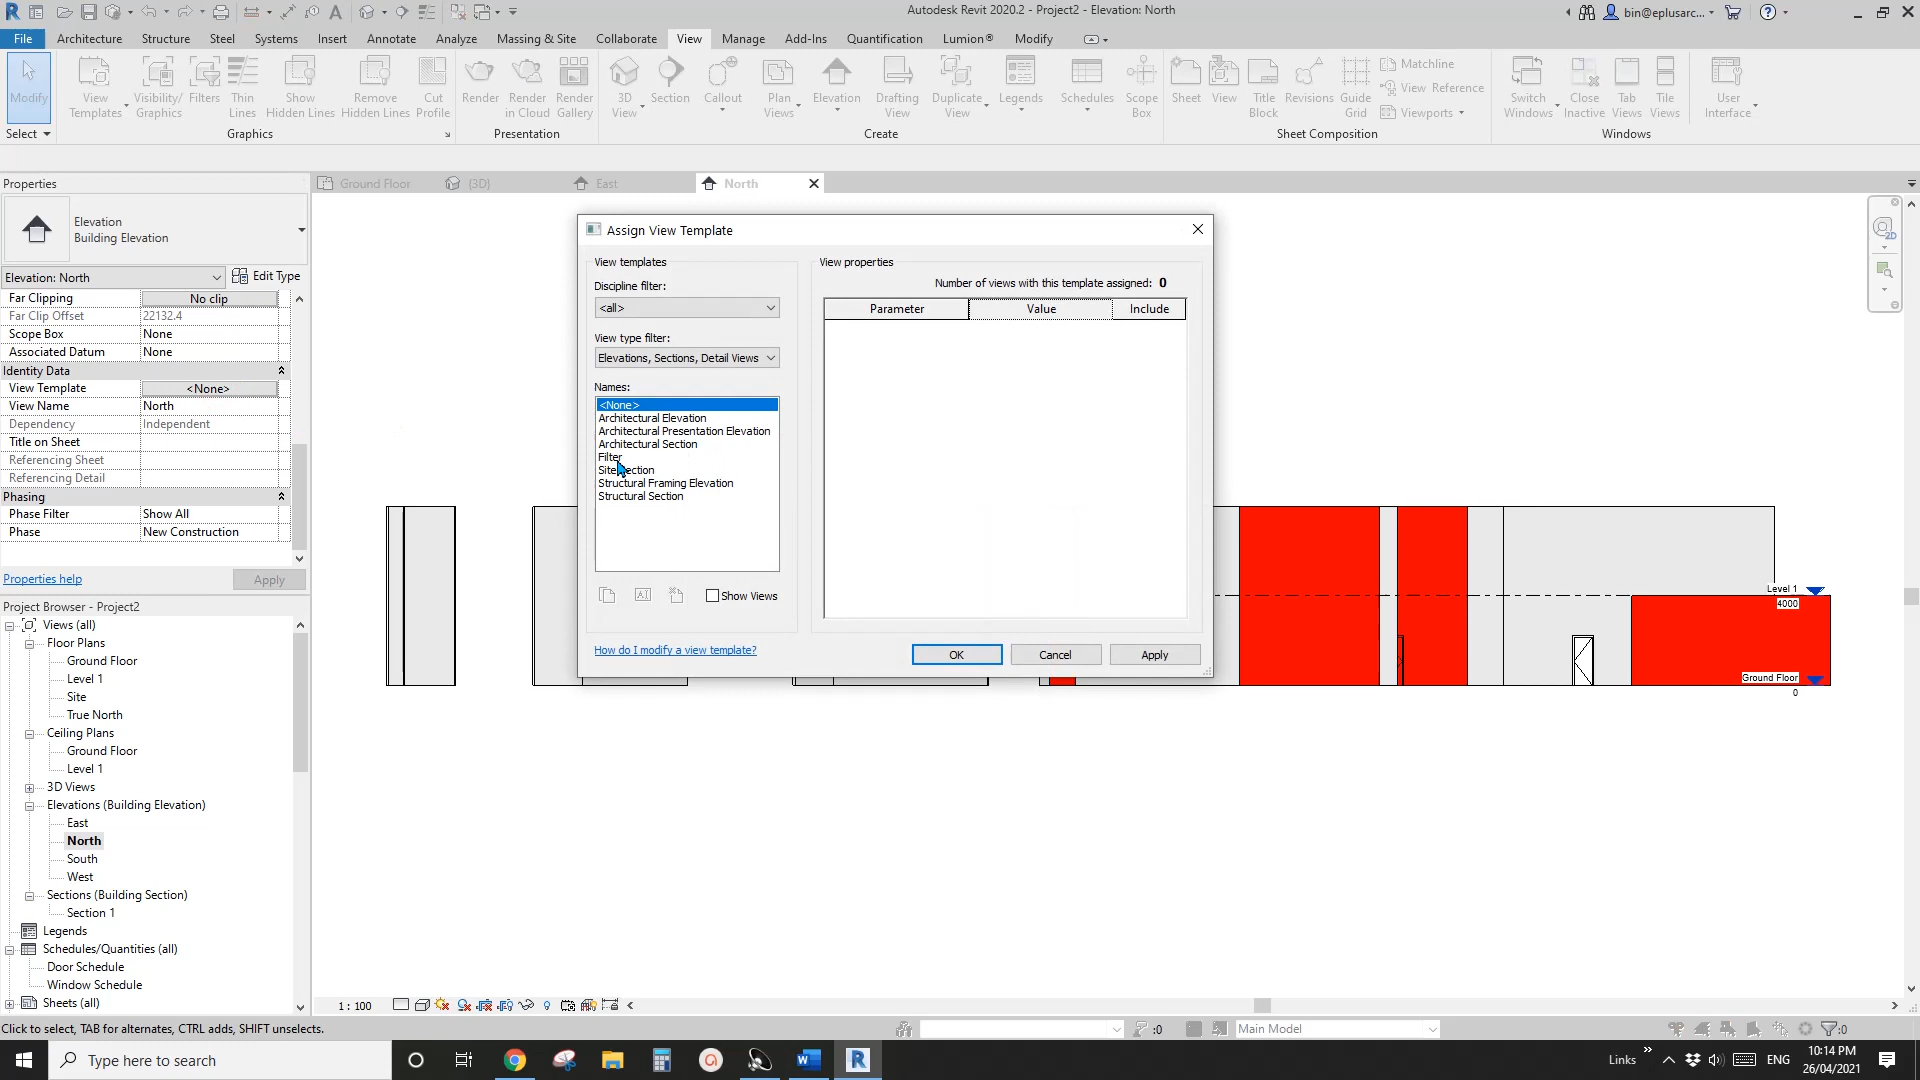 Autodesk Revit 2020.2 - Project2 - Elevation: North
bin@eplusarc...
File Architecture Structure Steel Systems Insert Annotate Analyze Massing & Site Collaborate View Manage Add-Ins Quantification Lumion® Modify
Modify
View Templates
Visibility/ Graphics
Filters
Thin Lines
Show Hidden Lines
Remove Hidden Lines
Cut Profile
Render
Render in Cloud
Render Gallery
3D View
Section
Callout
Plan Views
Elevation
Drafting View
Duplicate View
Legends
Schedules
Scope Box
Sheet
View
Title Block
Revisions
Guide Grid
Matchline
View Reference
Viewports
Switch Windows
Close Inactive
Tab Views
Tile Views
User Interface
Select
Graphics
Presentation
Create
Sheet Composition
Windows
Properties
Ground Floor
{3D}
East
North
Elevation
Building Elevation
Elevation: North
Edit Type
Far Clipping No clip
Far Clip Offset 22132.4
Scope Box None
Associated Datum None
Identity Data
View Template <None>
View Name North
Dependency Independent
Title on Sheet
Referencing Sheet
Referencing Detail
Phasing
Phase Filter Show All
Phase New Construction
Properties help
Apply
Project Browser - Project2
Views (all)
Floor Plans
Ground Floor
Level 1
Site
True North
Ceiling Plans
Ground Floor
Level 1
3D Views
Elevations (Building Elevation)
East
North
South
West
Sections (Building Section)
Section 1
Legends
Schedules/Quantities (all)
Door Schedule
Window Schedule
Sheets (all)
Assign View Template
View templates
Discipline filter:
<all>
View type filter:
Elevations, Sections, Detail Views
Names:
<None>
Architectural Elevation
Architectural Presentation Elevation
Architectural Section
Filter
Site Section
Structural Framing Elevation
Structural Section
Show Views
How do I modify a view template?
View properties
Number of views with this template assigned: 0
Parameter Value Include
OK Cancel Apply
Level 1
4000
Ground Floor
0
1 : 100
Click to select, TAB for alternates, CTRL adds, SHIFT unselects.
:0
Main Model
:0
Type here to search
Links
ENG
10:14 PM
26/04/2021